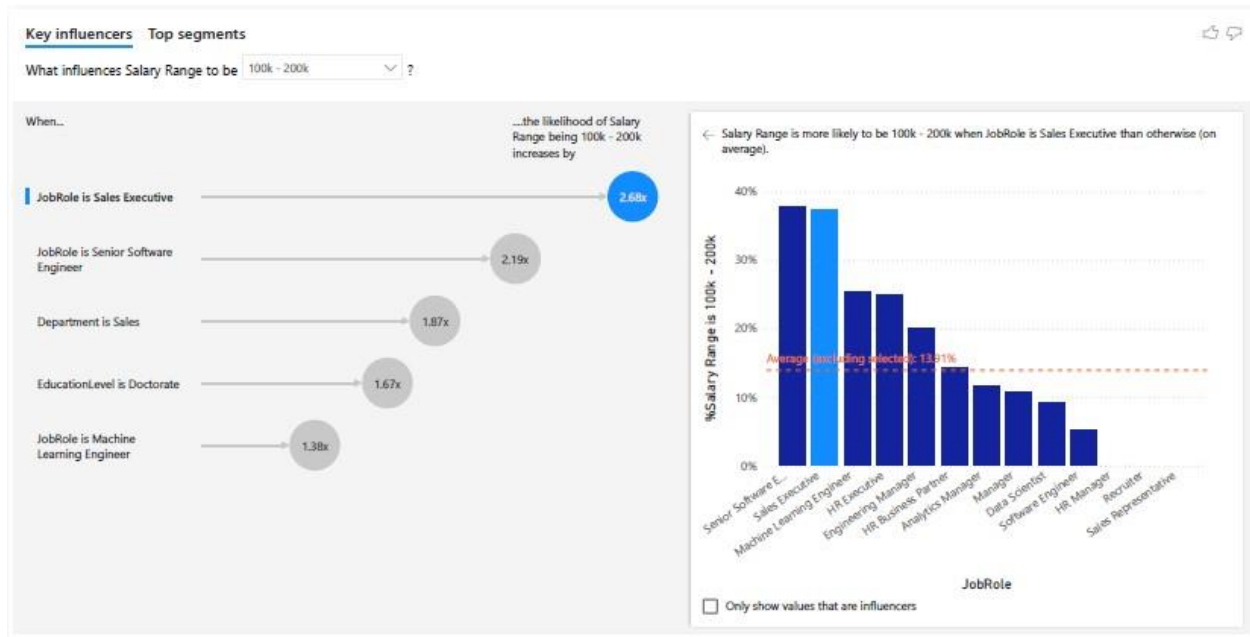 Key influencers Top segments
What influences Salary Range to be 100k - 200k ?
When...
....the likelihood of Salary
Range being 100k - 200k
increases by
JobRole is Sales Executive
2.68x
JobRole is Senior Software
Engineer
2.19x
Department is Sales
1.87x
EducationLevel is Doctorate
1.67x
JobRole is Machine
Learning Engineer
1.38x
← Salary Range is more likely to be 100k - 200k when JobRole is Sales Executive than otherwise (on
average).
%Salary Range is 100k - 200k
40%
30%
20%
10%
0%
Average (excluding selected): 13.91%
Senior Software E...
Sales Executive
Machine Learning Engineer
HR Executive
Engineering Manager
HR Business Partner
Analytics Manager
Manager
Data Scientist
Software Engineer
HR Manager
Recruiter
Sales Representative
JobRole
Only show values that are influencers